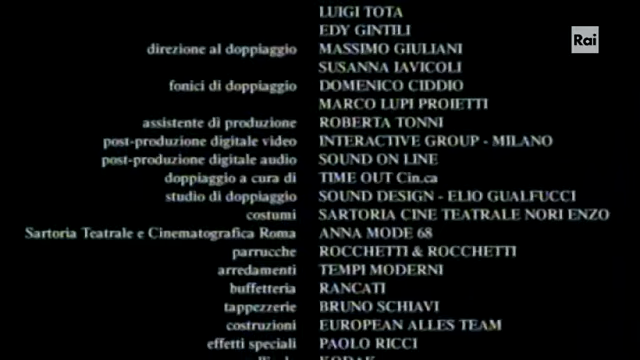 LUIGI TOTA
EDY GINTILI
Rai
direzione al doppiaggio MASSIMO GIULIANI
SUSANNA IAVICOLI
fonici di doppiaggio DOMENICO CIDDIO
MARCO LUPI PROIETTI
assistente di produzione ROBERTA TONNI
post-produzione digitale video INTERACTIVE GROUP - MILANO
post-produzione digitale audio SOUND ON LINE
doppiaggio a cura di TIME OUT Cin.ca
studio di doppiaggio SOUND DESIGN - ELIO GUALFUCCI
costumi SARTORIA CINE TEATRALE NORI ENZO
Sartoria Teatrale e Cinematografica Roma ANNA MODE 68
parrucche ROCCHETTI & ROCCHETTI
arredamenti TEMPI MODERNI
buffetteria RANCATI
tappezzerie BRUNO SCHIAVI
costruzioni EUROPEAN ALLES TEAM
effetti speciali PAOLO RICCI
KODAK